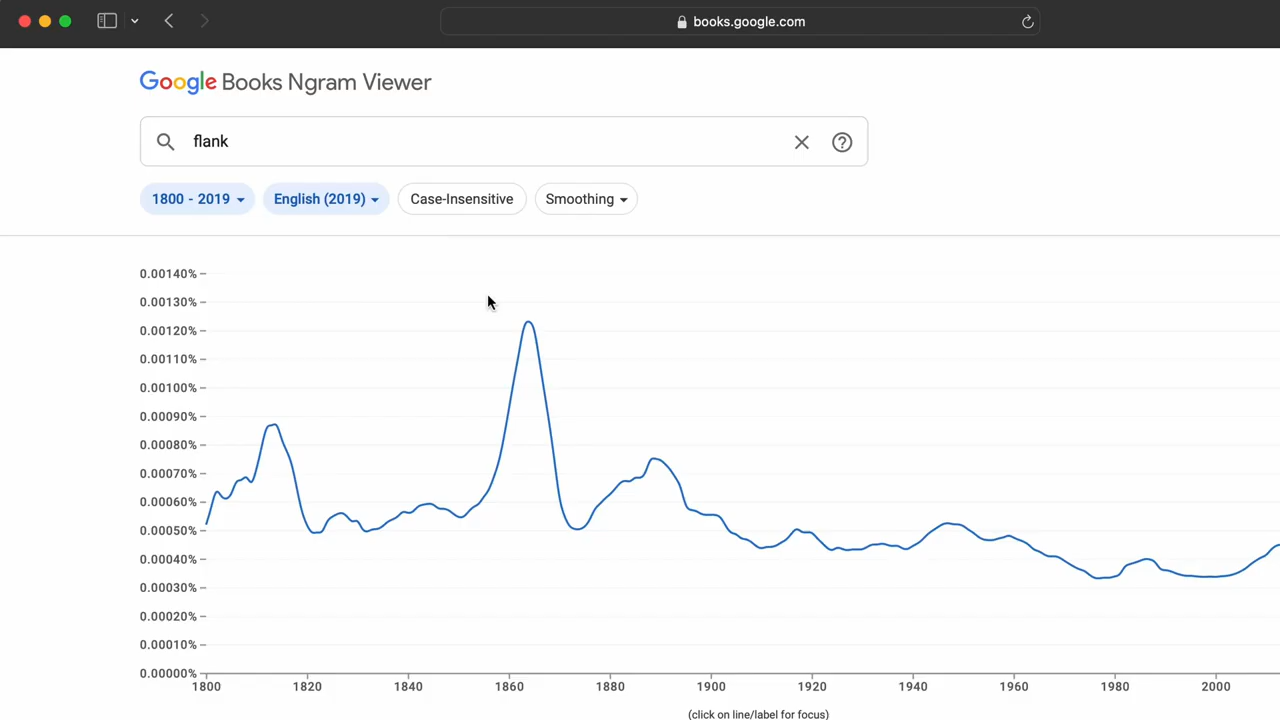 books.google.com
Google Books Ngram Viewer
flank
1800 - 2019 English (2019) Case-Insensitive Smoothing
0.00140%
0.00130%
0.00120%
0.00110%
0.00100%
0.00090%
0.00080%
0.00070%
0.00060%
0.00050%
0.00040%
0.00030%
0.00020%
0.00010%
0.00000%
1800 1820 1840 1860 1880 1900 1920 1940 1960 1980 2000
(click on line/label for focus)